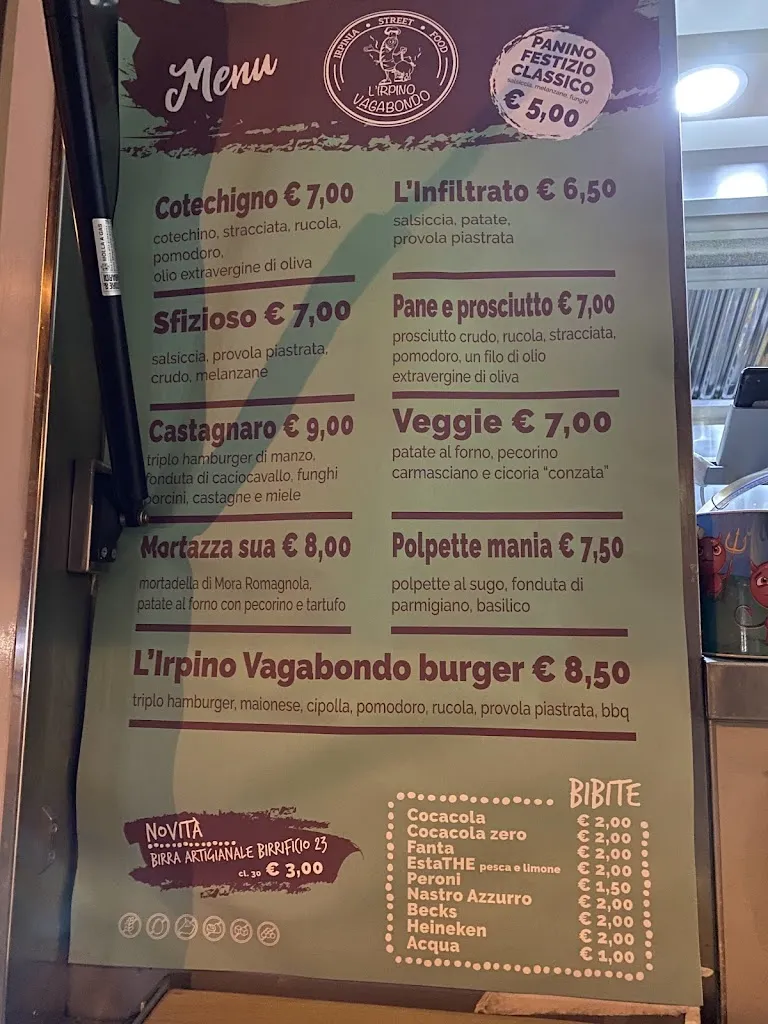 Menu
IRPINIA • STREET • FOOD
L'IRPINO
VAGABONDO
PANINO
FESTIZIO
CLASSICO
salsiccia, melanzane, funghi
€ 5,00
Cotechigno € 7,00
cotechino, stracciata, rucola,
pomodoro,
olio extravergine di oliva
L'Infiltrato € 6,50
salsiccia, patate,
provola piastrata
Sfizioso € 7,00
salsiccia, provola piastrata,
crudo, melanzane
Pane e prosciutto € 7,00
prosciutto crudo, rucola, stracciata,
pomodoro, un filo di olio
extravergine di oliva
Castagnaro € 9,00
triplo hamburger di manzo,
fonduta di caciocavallo, funghi
porcini, castagne e miele
Veggie € 7,00
patate al forno, pecorino
carmasciano e cicoria “conzata”
Mortazza sua € 8,00
mortadella di Mora Romagnola,
patate al forno con pecorino e tartufo
Polpette mania € 7,50
polpette al sugo, fonduta di
parmigiano, basilico
L'Irpino Vagabondo burger € 8,50
triplo hamburger, maionese, cipolla, pomodoro, rucola, provola piastrata, bbq
NOVITÀ
BIRRA ARTIGIANALE BIRRIFICIO 23
cl. 30 € 3,00
BIBITE
Cocacola € 2,00
Cocacola zero € 2,00
Fanta € 2,00
EstaTHE pesca e limone € 2,00
Peroni € 1,50
Nastro Azzurro € 2,00
Becks € 2,00
Heineken € 2,00
Acqua € 1,00
MOLLA A GAS